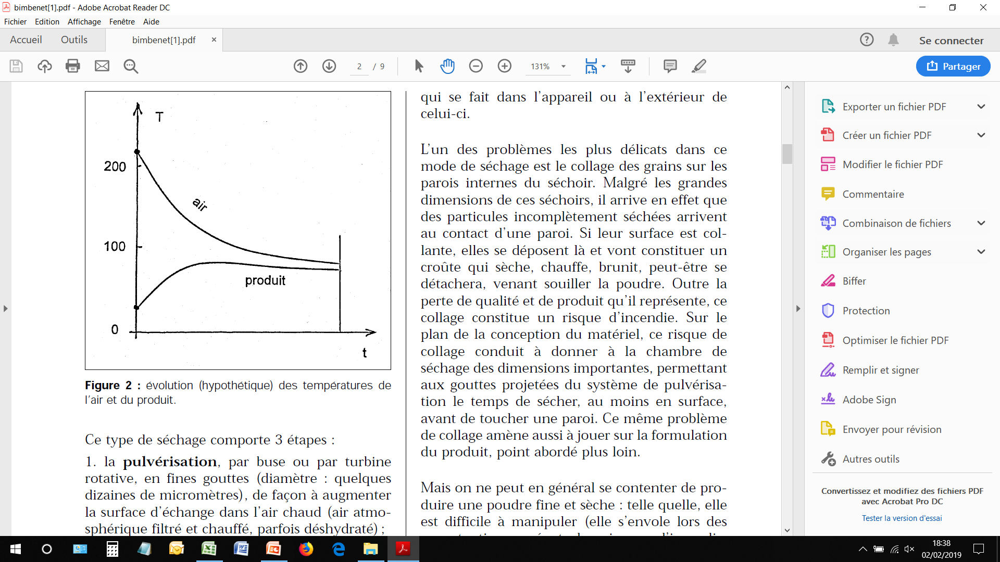 bimbenet[1].pdf - Adobe Acrobat Reader DC
Fichier Edition Affichage Fenêtre Aide
Accueil Outils bimbenet[1].pdf × Se connecter
2 / 9 131% Partager
T
200
air
100
produit
0
t
Figure 2 : évolution (hypothétique) des températures de
l'air et du produit.
Ce type de séchage comporte 3 étapes :
1. la pulvérisation, par buse ou par turbine
rotative, en fines gouttes (diamètre : quelques
dizaines de micromètres), de façon à augmenter
la surface d'échange dans l'air chaud (air atmo-
sphérique filtré et chauffé, parfois déshydraté) ;
qui se fait dans l'appareil ou à l'extérieur de
celui-ci.
L'un des problèmes les plus délicats dans ce
mode de séchage est le collage des grains sur les
parois internes du séchoir. Malgré les grandes
dimensions de ces séchoirs, il arrive en effet que
des particules incomplètement séchées arrivent
au contact d'une paroi. Si leur surface est col-
lante, elles se déposent là et vont constituer un
croûte qui sèche, chauffe, brunit, peut-être se
détachera, venant souiller la poudre. Outre la
perte de qualité et de produit qu'il représente, ce
collage constitue un risque d'incendie. Sur le
plan de la conception du matériel, ce risque de
collage conduit à donner à la chambre de
séchage des dimensions importantes, permettant
aux gouttes projetées du système de pulvérisa-
tion le temps de sécher, au moins en surface,
avant de toucher une paroi. Ce même problème
de collage amène aussi à jouer sur la formulation
du produit, point abordé plus loin.
Mais on ne peut en général se contenter de pro-
duire une poudre fine et sèche : telle quelle, elle
est difficile à manipuler (elle s'envole lors des
Exporter un fichier PDF
Créer un fichier PDF
Modifier le fichier PDF
Commentaire
Combinaison de fichiers
Organiser les pages
Biffer
Protection
Optimiser le fichier PDF
Remplir et signer
Adobe Sign
Envoyer pour révision
Autres outils
Convertissez et modifiez des fichiers PDF
avec Acrobat Pro DC
Tester la version d'essai
18:38
02/02/2019